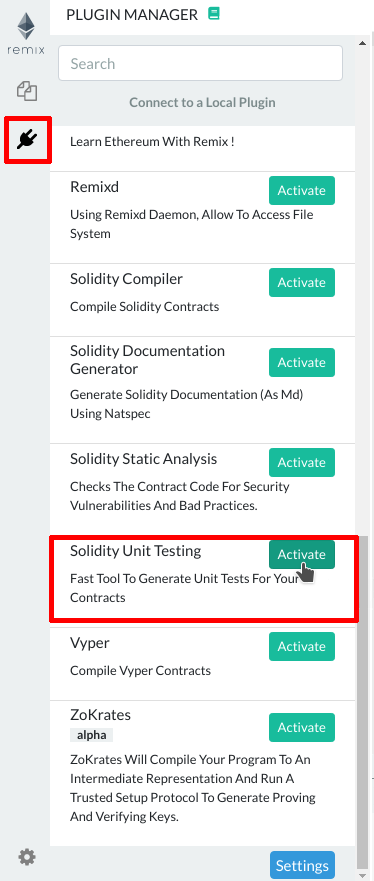 PLUGIN MANAGER
remix
Search
Connect to a Local Plugin
Learn Ethereum With Remix !
Remixd
Activate
Using Remixd Daemon, Allow To Access File
System
Solidity Compiler
Activate
Compile Solidity Contracts
Solidity Documentation
Generator
Activate
Generate Solidity Documentation (As Md)
Using Natspec
Solidity Static Analysis
Activate
Checks The Contract Code For Security
Vulnerabilities And Bad Practices.
Solidity Unit Testing
Activate
Fast Tool To Generate Unit Tests For Your
Contracts
Vyper
Activate
Compile Vyper Contracts
ZoKrates
Activate
alpha
ZoKrates Will Compile Your Program To An
Intermediate Representation And Run A
Trusted Setup Protocol To Generate Proving
And Verifying Keys.
Settings